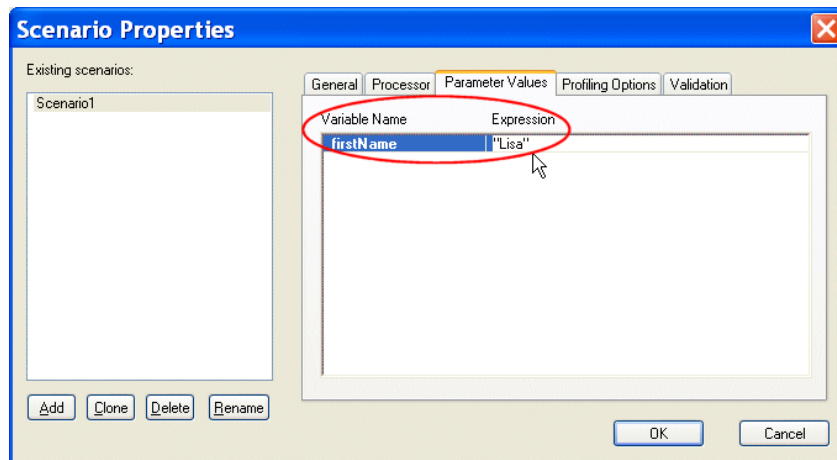 Scenario Properties
Existing scenarios:
Scenario1
Add Clone Delete Rename
General Processor Parameter Values Profiling Options Validation
Variable Name Expression
firstName "Lisa"
OK Cancel